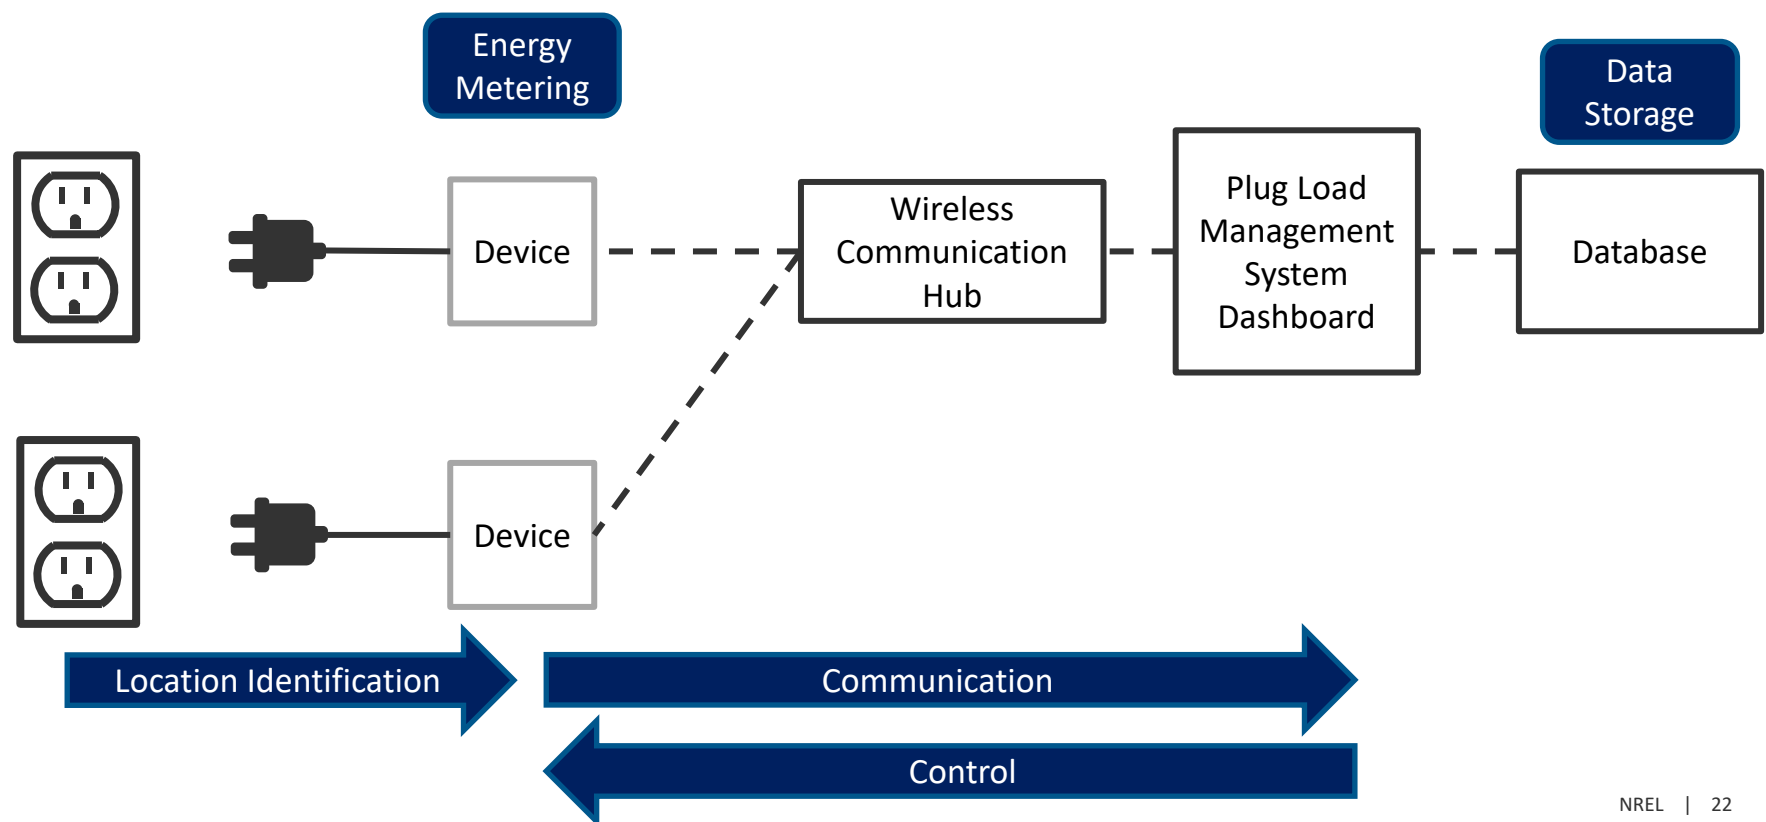 Energy
Metering
Data
Storage
Device
Wireless
Communication
Hub
Plug Load
Management
System
Dashboard
Database
Device
Location Identification
Communication
Control
NREL | 22